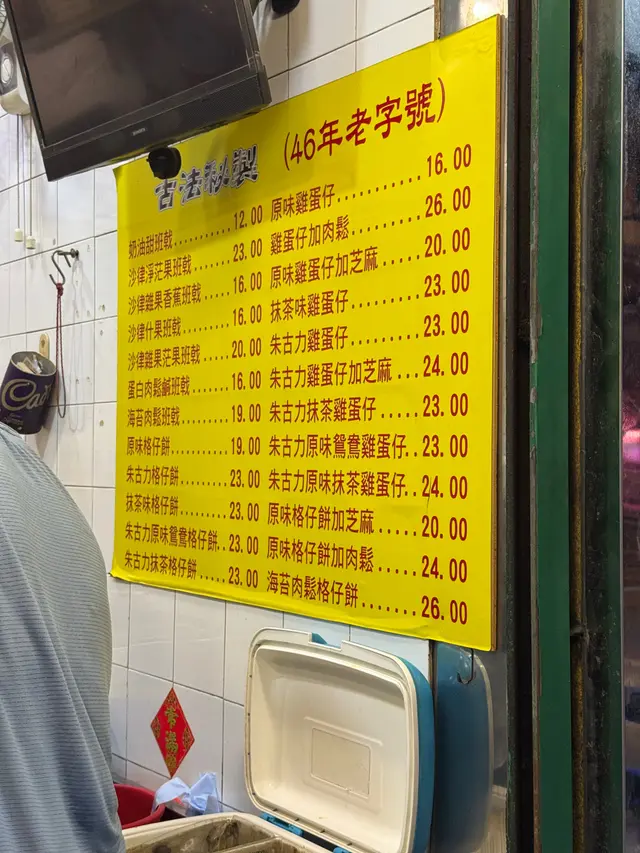 古法秘製 (46年老字號)
奶油甜班戟............12.00
沙律淨芒果班戟........23.00
沙律雜果香蕉班戟......16.00
沙律什果班戟..........16.00
沙律雜果芒果班戟......20.00
蛋白肉鬆鹹班戟........16.00
海苔肉鬆班戟..........19.00
原味格仔餅............19.00
朱古力格仔餅..........23.00
抹茶味格仔餅..........23.00
朱古力原味鴛鴦格仔餅..23.00
朱古力抹茶格仔餅......23.00
原味雞蛋仔............16.00
雞蛋仔加肉鬆..........26.00
原味雞蛋仔加芝麻......20.00
抹茶味雞蛋仔..........23.00
朱古力雞蛋仔..........23.00
朱古力雞蛋仔加芝麻....24.00
朱古力抹茶雞蛋仔......23.00
朱古力原味鴛鴦雞蛋仔..23.00
朱古力原味抹茶雞蛋仔..24.00
原味格仔餅加芝麻......20.00
原味格仔餅加肉鬆......24.00
海苔肉鬆格仔餅........26.00
Cad
常滿